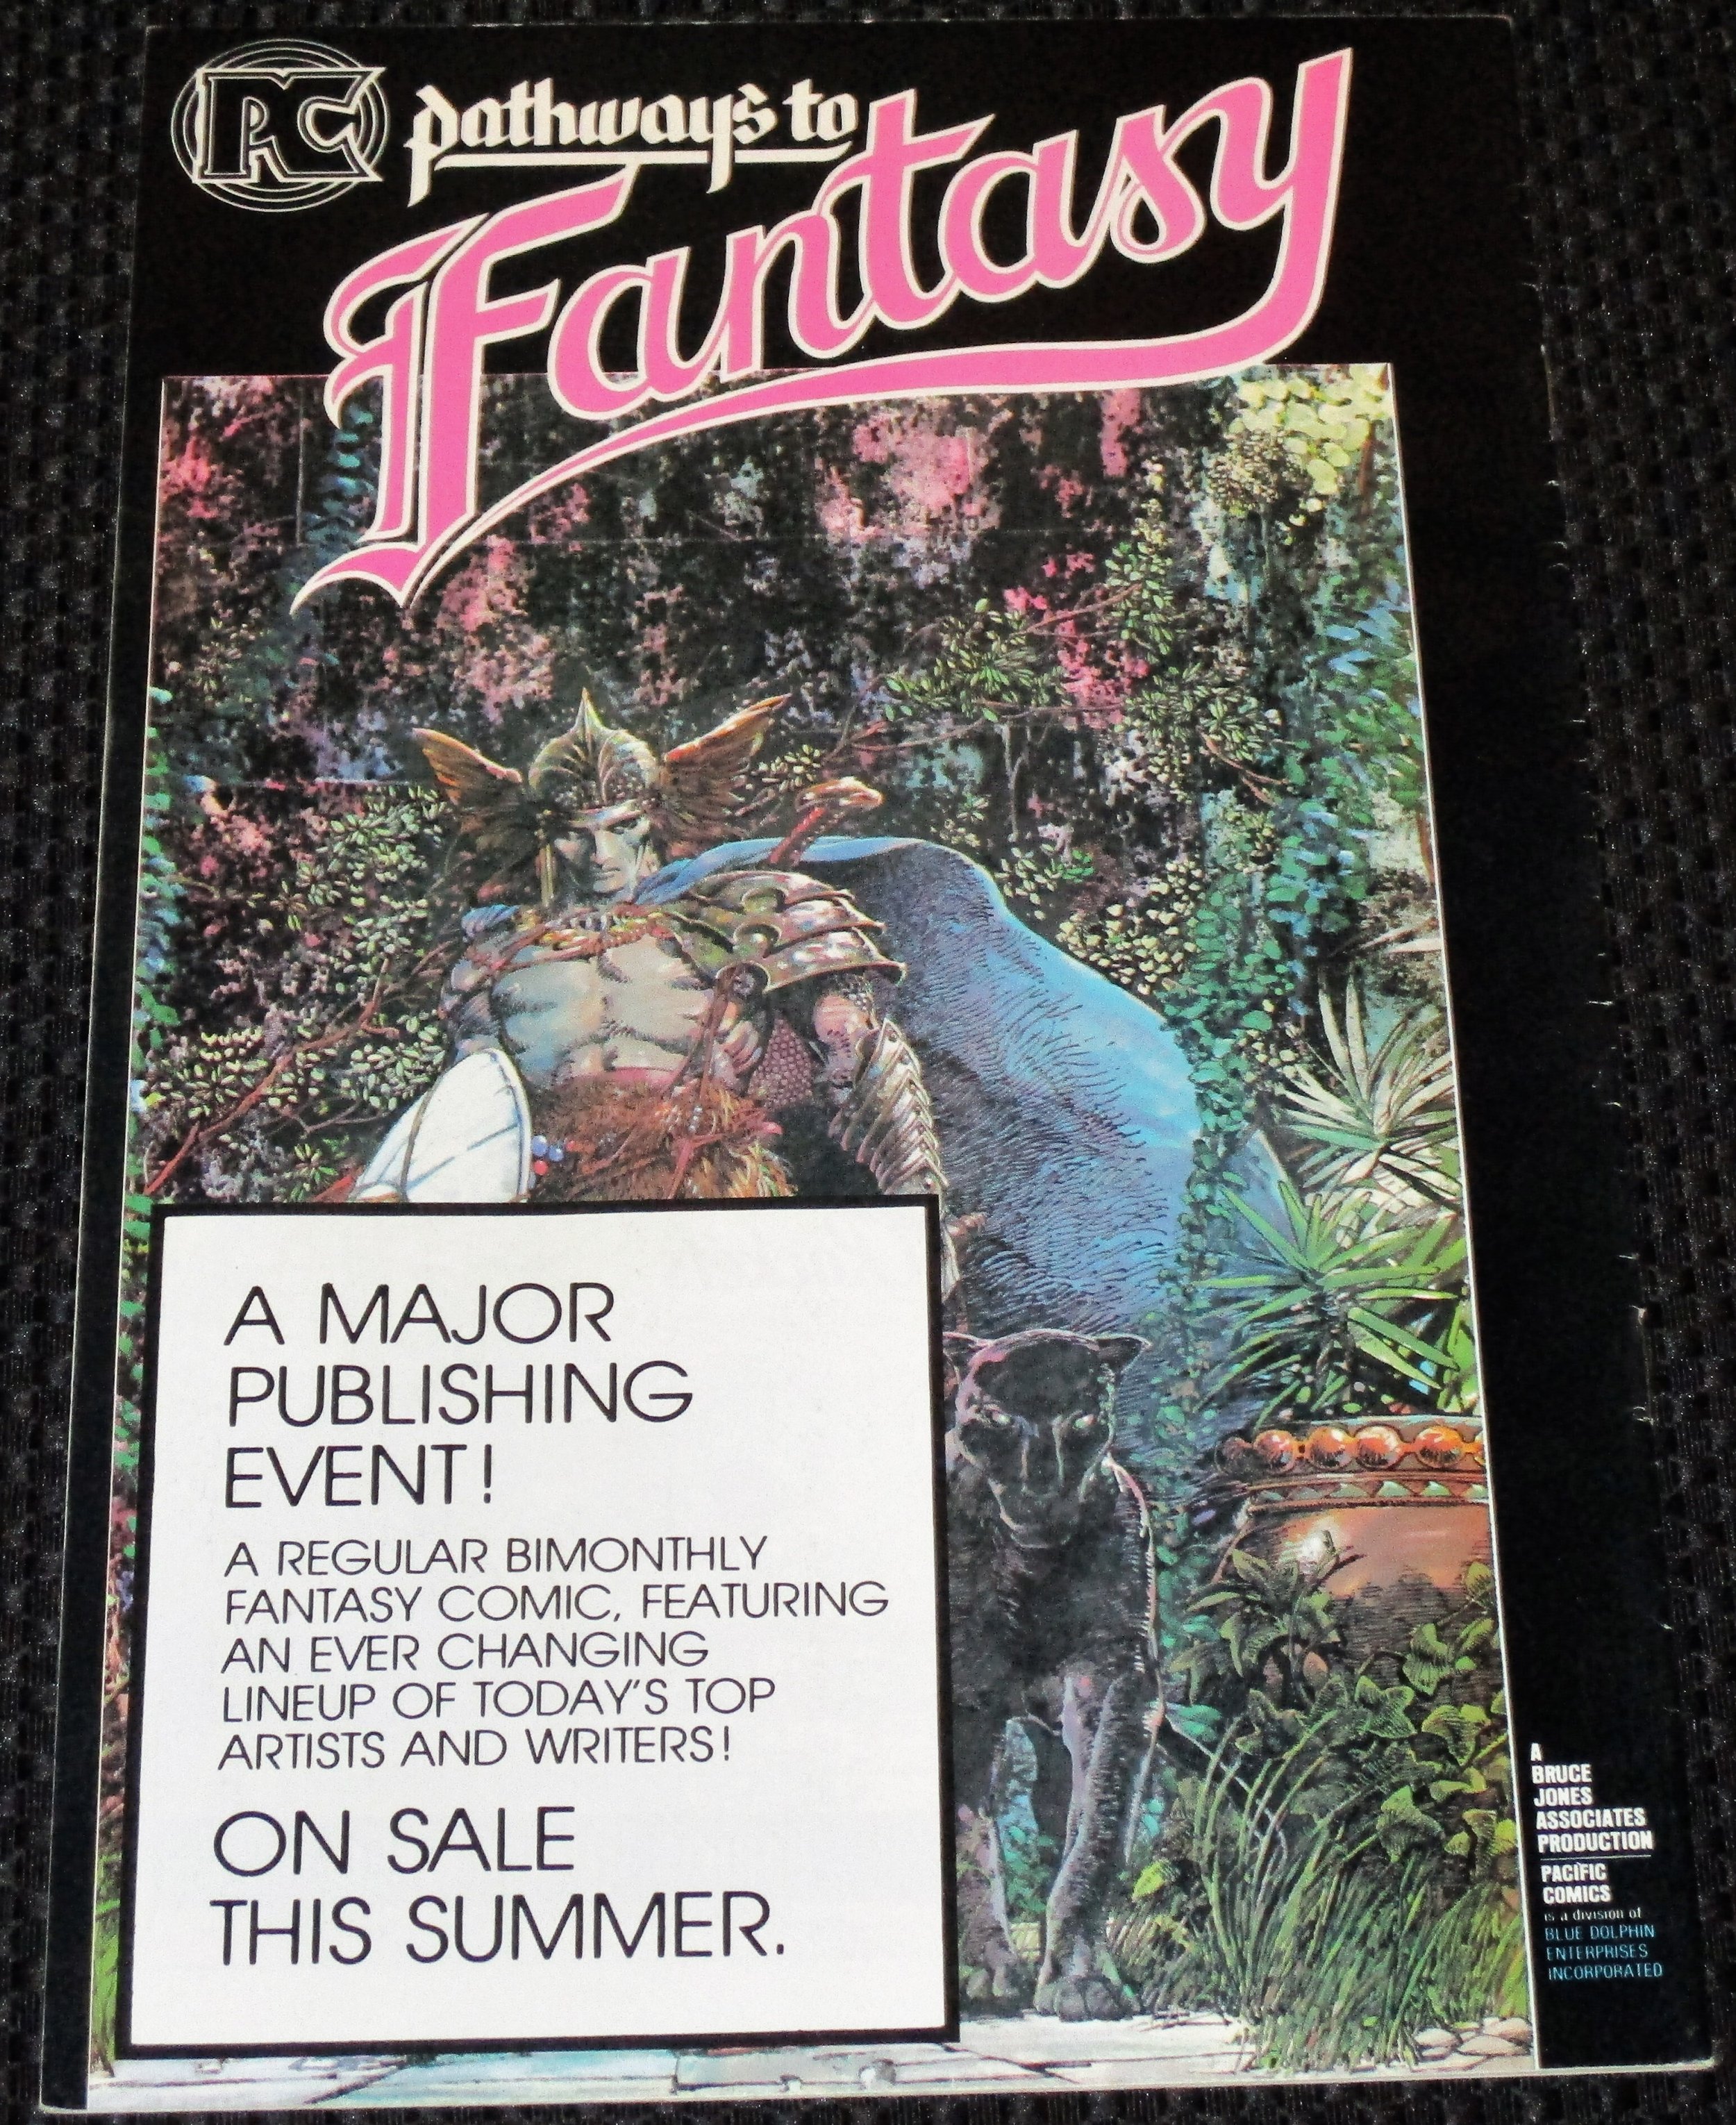 PC
pathways to
Fantasy
A MAJOR
PUBLISHING
EVENT!
A REGULAR BIMONTHLY
FANTASY COMIC, FEATURING
AN EVER CHANGING
LINEUP OF TODAY'S TOP
ARTISTS AND WRITERS!
ON SALE
THIS SUMMER.
A
BRUCE
JONES
ASSOCIATES
PRODUCTION
PACIFIC
COMICS
is a division of
BLUE DOLPHIN
ENTERPRISES
INCORPORATED